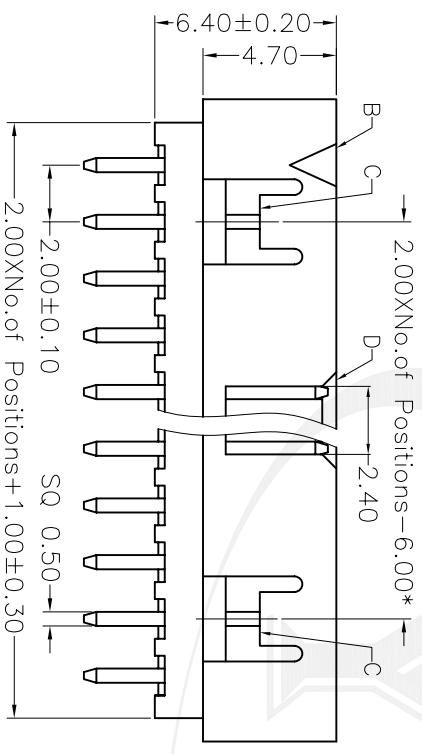 6.40±0.20
4.70
B
C
2.00XNo.of Positions-6.00*
D
2.40
C
2.00±0.10
SQ 0.50
2.00XNo.of Positions+1.00±0.30